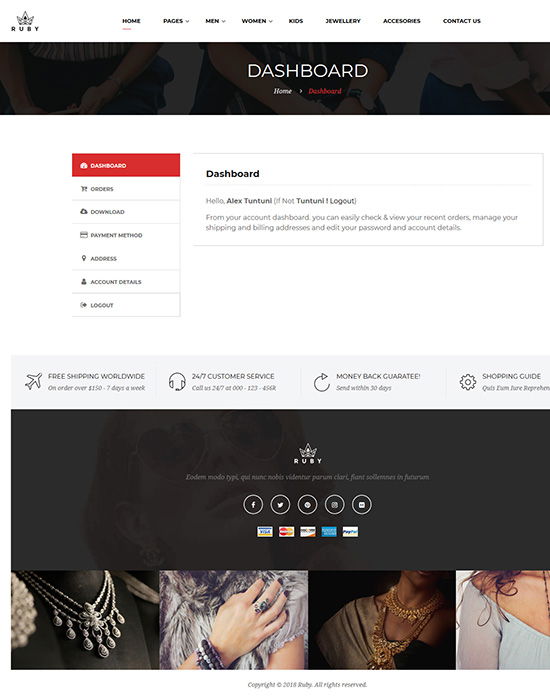 HOME PAGES MEN WOMEN KIDS JEWELLERY ACCESORIES CONTACT US
RUBY
DASHBOARD
Home > Dashboard
DASHBOARD
ORDERS
DOWNLOAD
PAYMENT METHOD
ADDRESS
ACCOUNT DETAILS
LOGOUT
Dashboard
Hello, Alex Tuntuni (If Not Tuntuni ! Logout)
From your account dashboard. you can easily check & view your recent orders, manage your
shipping and billing addresses and edit your password and account details.
FREE SHIPPING WORLDWIDE
On order over $150 - 7 days a week
24/7 CUSTOMER SERVICE
Call us 24/7 at 000 - 123 - 456k
MONEY BACK GUARATEE!
Send within 30 days
SHOPPING GUIDE
Quis Eum Iure Reprehen
RUBY
Eodem modo typi, qui nunc nobis videntur parum clari, fiant sollemnes in futurum
VISA MasterCard DISCOVER PayPal
Copyright © 2018 Ruby. All rights reserved.